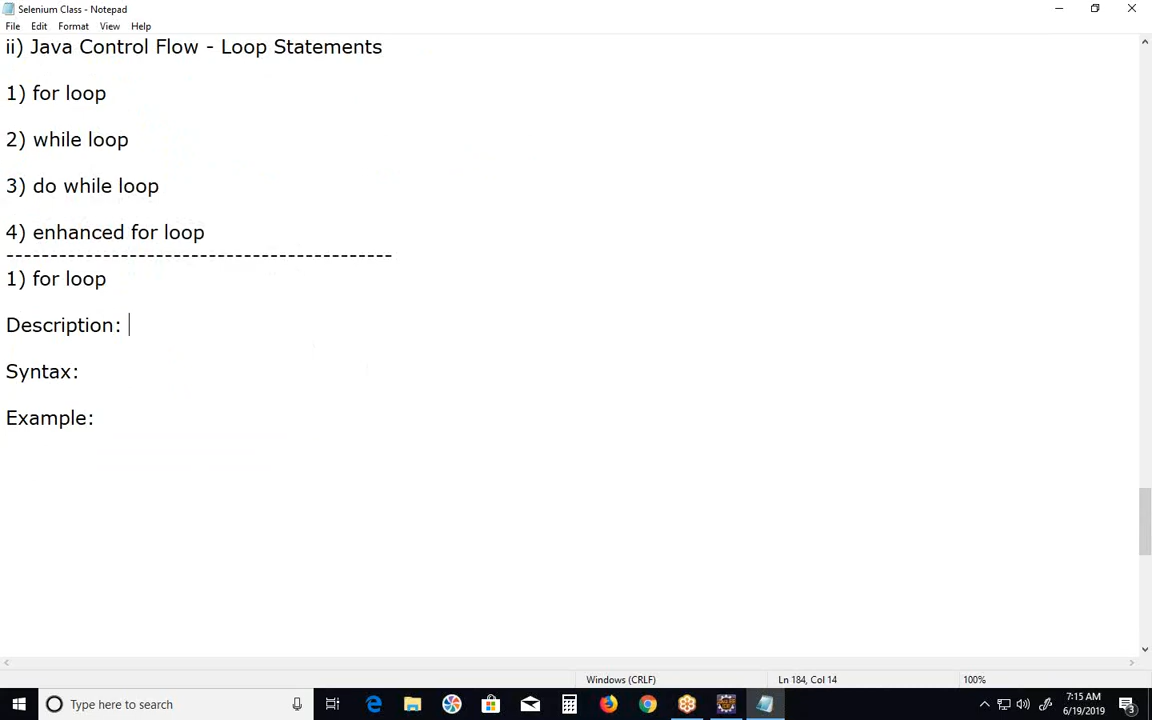 Selenium Class - Notepad
File Edit Format View Help
ii) Java Control Flow - Loop Statements
1) for loop
2) while loop
3) do while loop
4) enhanced for loop
-------------------------------------------
1) for loop
Description:
Syntax:
Example:
Windows (CRLF) Ln 184, Col 14 100%
Type here to search
7:15 AM
6/19/2019
3